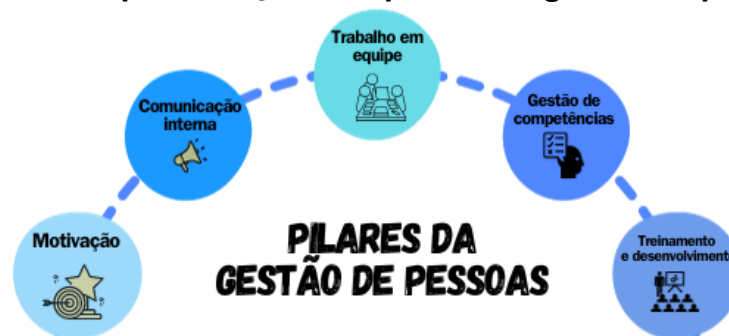 Trabalho em
equipe
Comunicação
interna
Gestão de
competências
Motivação
PILARES DA
GESTÃO DE PESSOAS
Treinamento
e desenvolviment